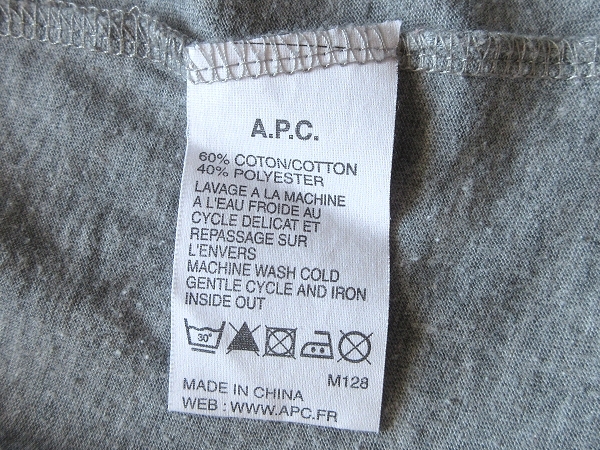 A.P.C.
60% COTON/COTTON
40% POLYESTER
LAVAGE A LA MACHINE
A L'EAU FROIDE AU
CYCLE DELICAT ET
REPASSAGE SUR
L'ENVERS
MACHINE WASH COLD
GENTLE CYCLE AND IRON
INSIDE OUT
30°
M128
MADE IN CHINA
WEB : WWW.APC.FR